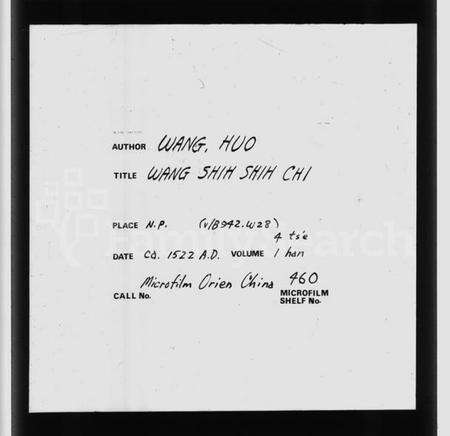 AUTHOR WANG, HUO
TITLE WANG SHIH SHIH CHI
PLACE N.P. (V/B942.W28)
4 ts'e
DATE ca. 1522 A.D. VOLUME 1 han
Microfilm Orien China 460
CALL No. MICROFILM SHELF No.
FamilySearch